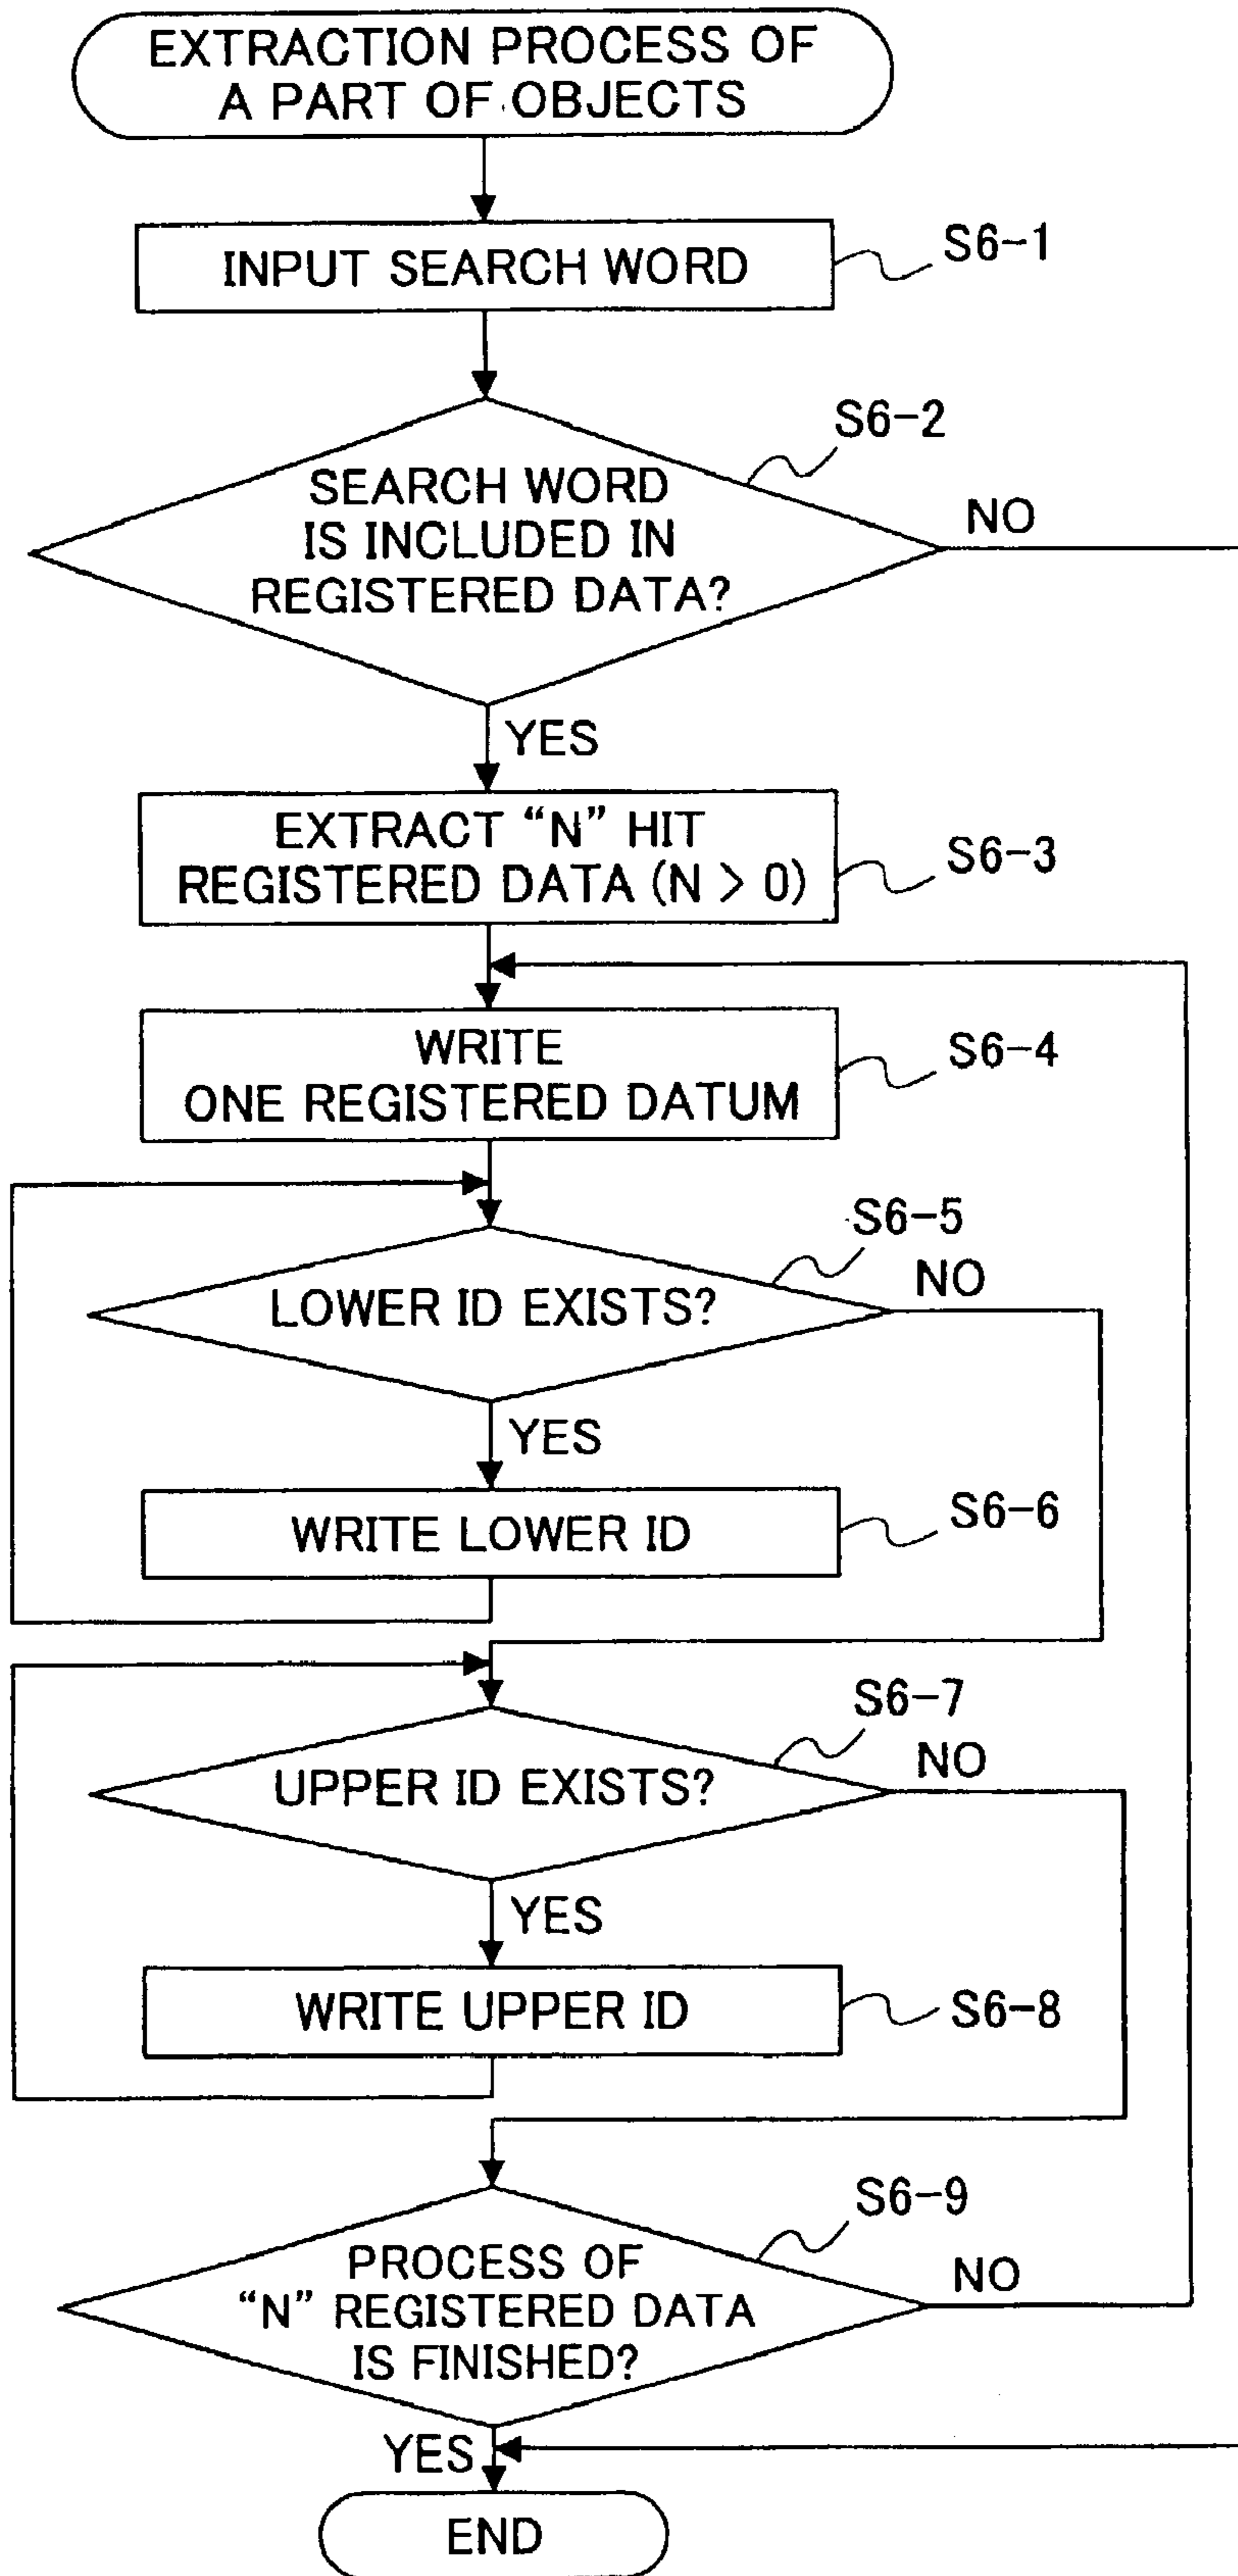 EXTRACTION PROCESS OF
A PART OF OBJECTS
INPUT SEARCH WORD
S6-1
S6-2
SEARCH WORD
IS INCLUDED IN
REGISTERED DATA?
NO
YES
EXTRACT “N” HIT
REGISTERED DATA (N > 0)
S6-3
WRITE
ONE REGISTERED DATUM
S6-4
S6-5
LOWER ID EXISTS?
NO
YES
WRITE LOWER ID
S6-6
S6-7
UPPER ID EXISTS?
NO
YES
WRITE UPPER ID
S6-8
S6-9
PROCESS OF
“N” REGISTERED DATA
IS FINISHED?
NO
YES
END